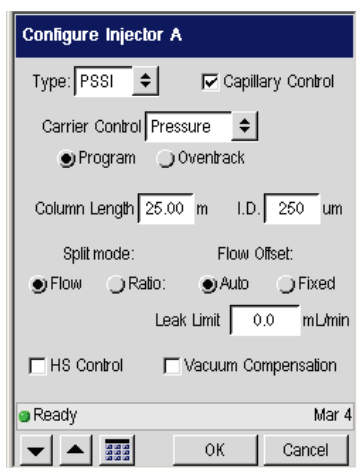 Configure Injector A
Type: PSSI Capillary Control
Carrier Control Pressure
Program Oventrack
Column Length 25.00 m I.D. 250 um
Split mode: Flow Offset:
Flow Ratio: Auto Fixed
Leak Limit 0.0 mL/min
HS Control Vacuum Compensation
Ready Mar 4
OK Cancel